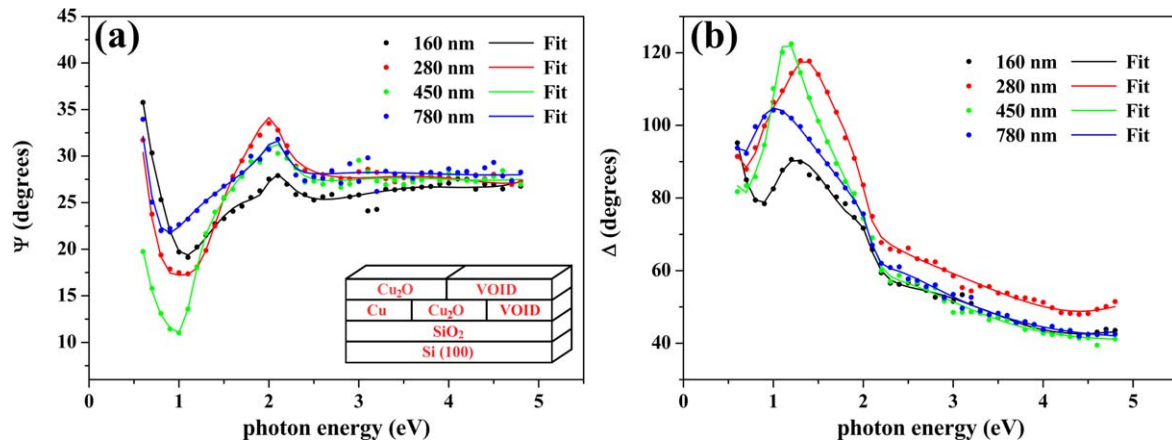 (a)
45
40
35
30
25
20
15
10
Ψ (degrees)
160 nm Fit
280 nm Fit
450 nm Fit
780 nm Fit
Cu₂O VOID
Cu Cu₂O VOID
SiO₂
Si (100)
0 1 2 3 4 5
photon energy (eV)
(b)
120
100
80
60
40
Δ (degrees)
160 nm Fit
280 nm Fit
450 nm Fit
780 nm Fit
0 1 2 3 4 5
photon energy (eV)